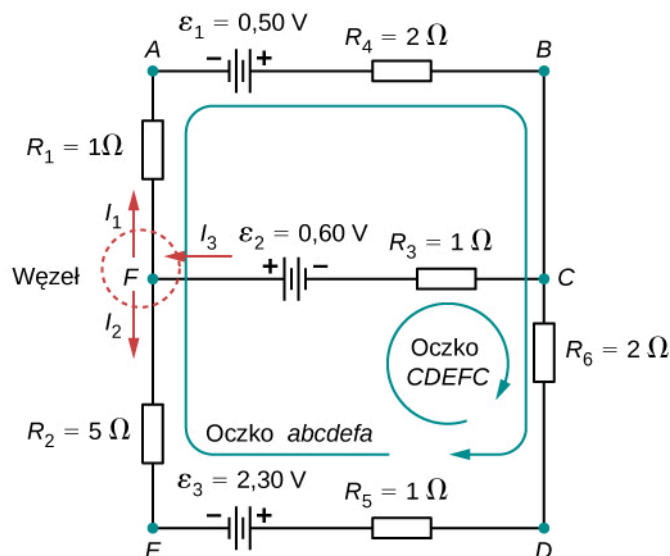 ε₁ = 0,50 V
R₄ = 2 Ω
A
B
− +
R₁ = 1Ω
I₁
I₃
ε₂ = 0,60 V
R₃ = 1 Ω
Węzeł
F
+ −
C
I₂
Oczko
CDEFC
R₆ = 2 Ω
R₂ = 5 Ω
Oczko abcdefa
ε₃ = 2,30 V
R₅ = 1 Ω
− +
E
D